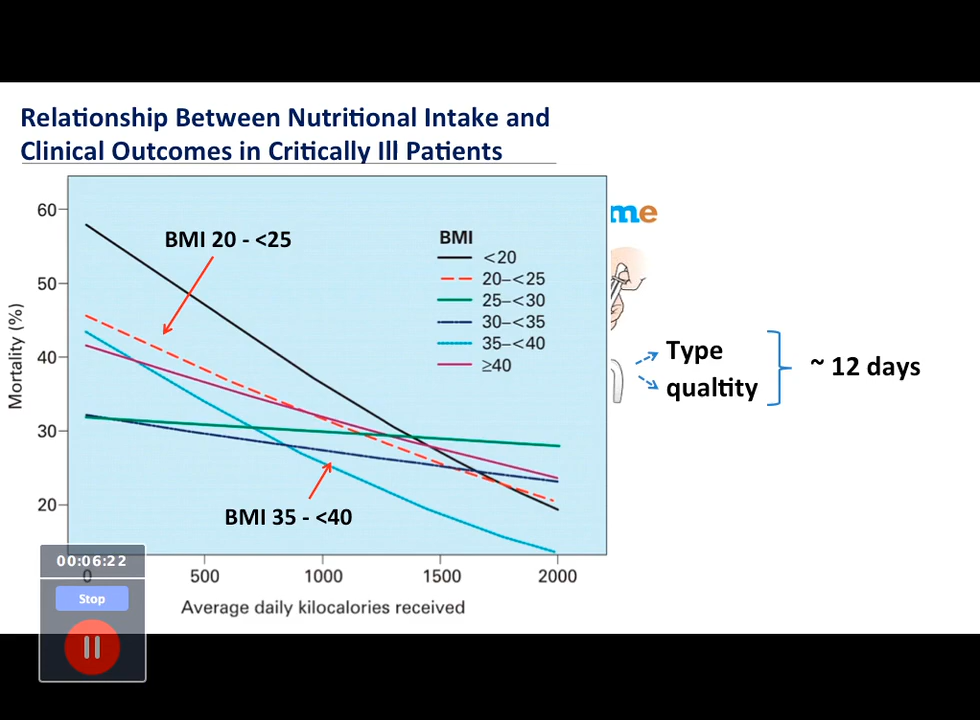 Relationship Between Nutritional Intake and
Clinical Outcomes in Critically Ill Patients
me
60
50
40
30
20
Mortality (%)
BMI 20 - <25
BMI
<20
20–<25
25–<30
30–<35
35–<40
≥40
BMI 35 - <40
Type
qualtity
~ 12 days
00:06:22
Stop
0
500
1000
1500
2000
Average daily kilocalories received